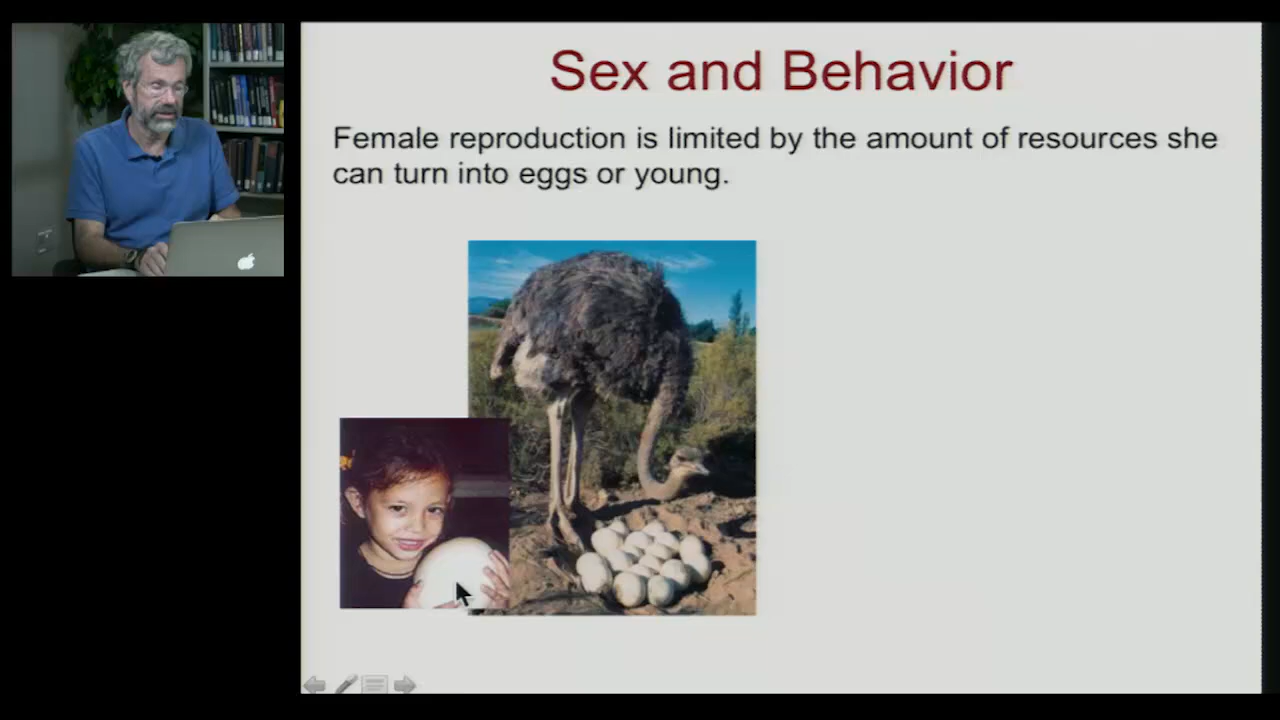 Sex and Behavior
Female reproduction is limited by the amount of resources she
can turn into eggs or young.